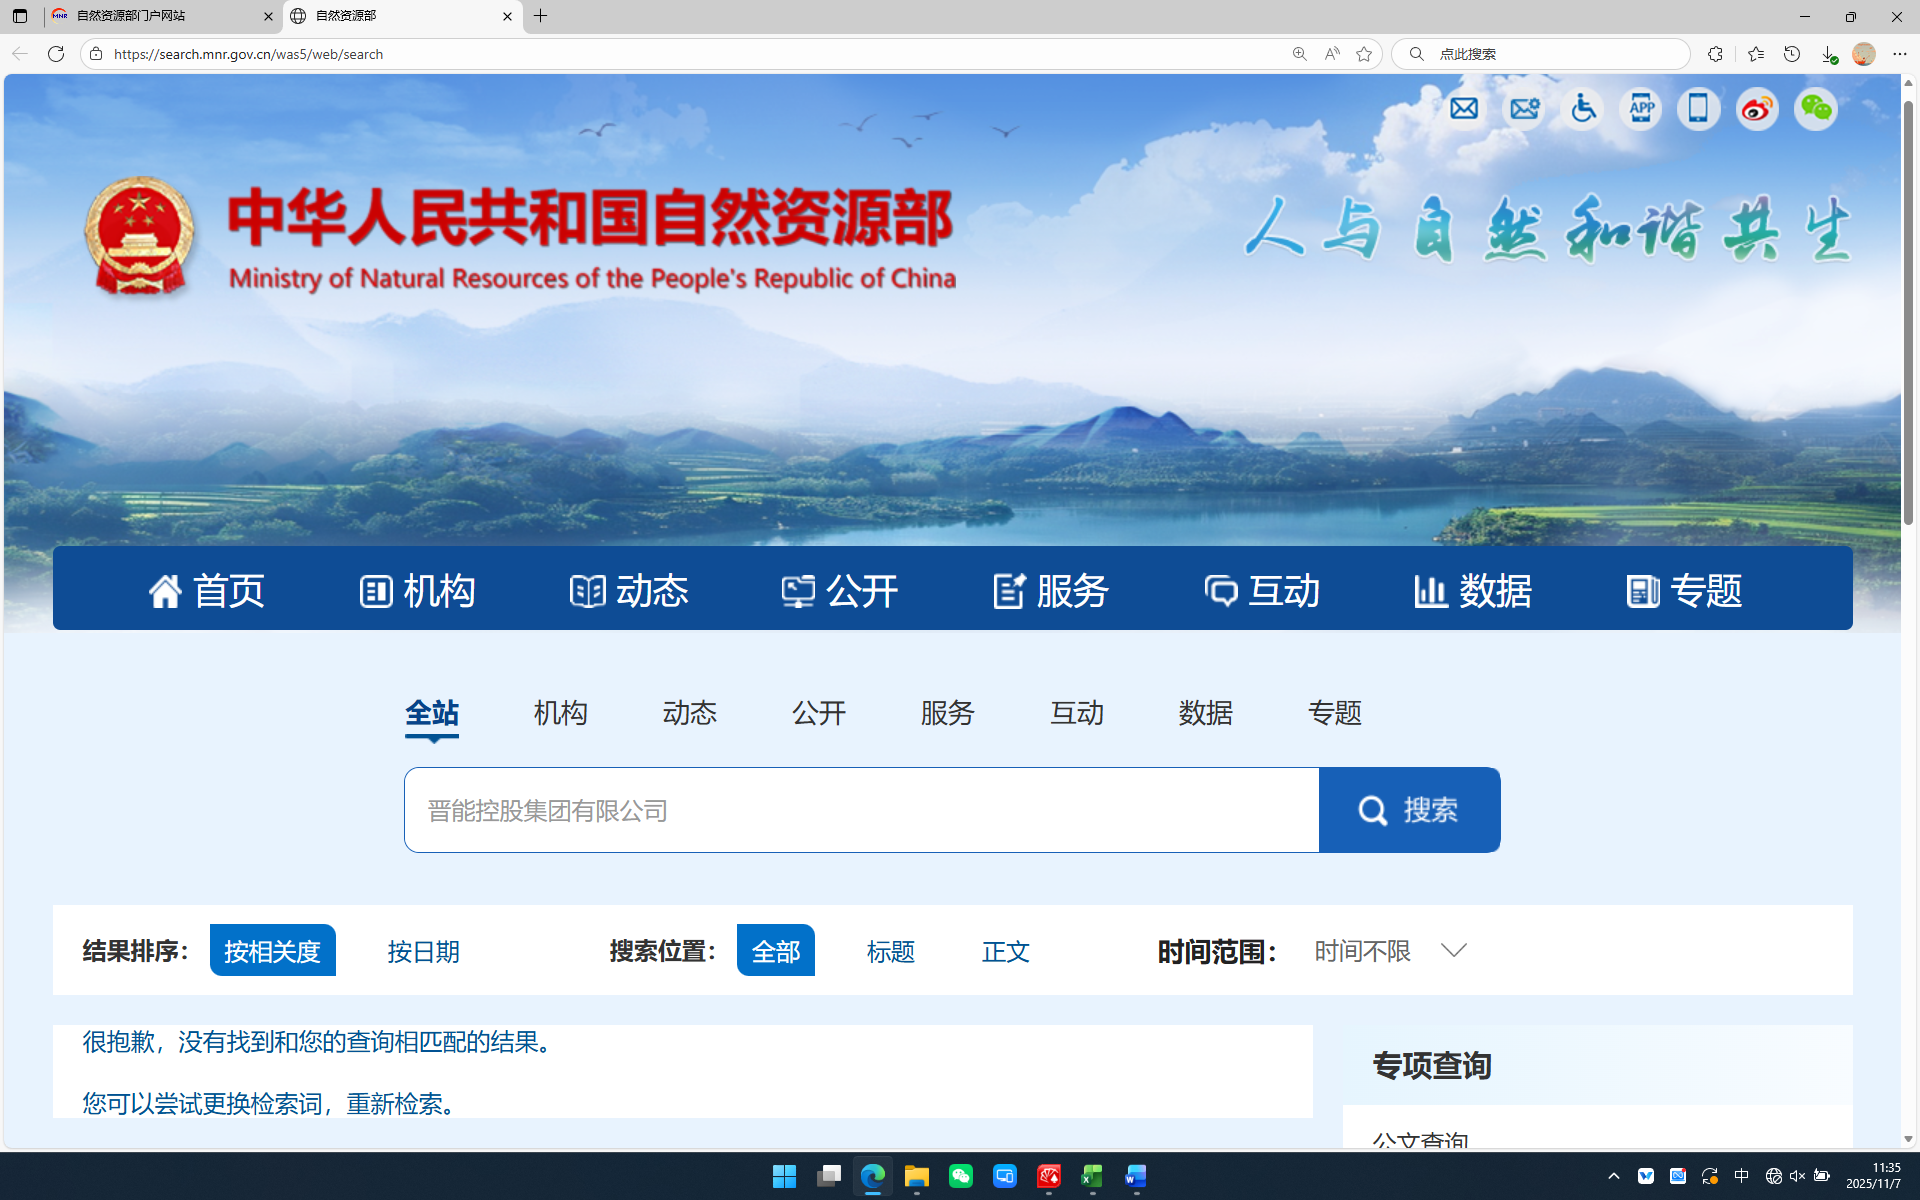 自然资源部门户网站
自然资源部
https://search.mnr.gov.cn/was5/web/search
点此搜索
APP
中华人民共和国自然资源部
Ministry of Natural Resources of the People's Republic of China
人与自然和谐共生
首页 机构 动态 公开 服务 互动 数据 专题
全站 机构 动态 公开 服务 互动 数据 专题
晋能控股集团有限公司
搜索
结果排序： 按相关度 按日期 搜索位置： 全部 标题 正文 时间范围： 时间不限
很抱歉，没有找到和您的查询相匹配的结果。
您可以尝试更换检索词，重新检索。
专项查询
公文查询
中
11:35
2025/11/7